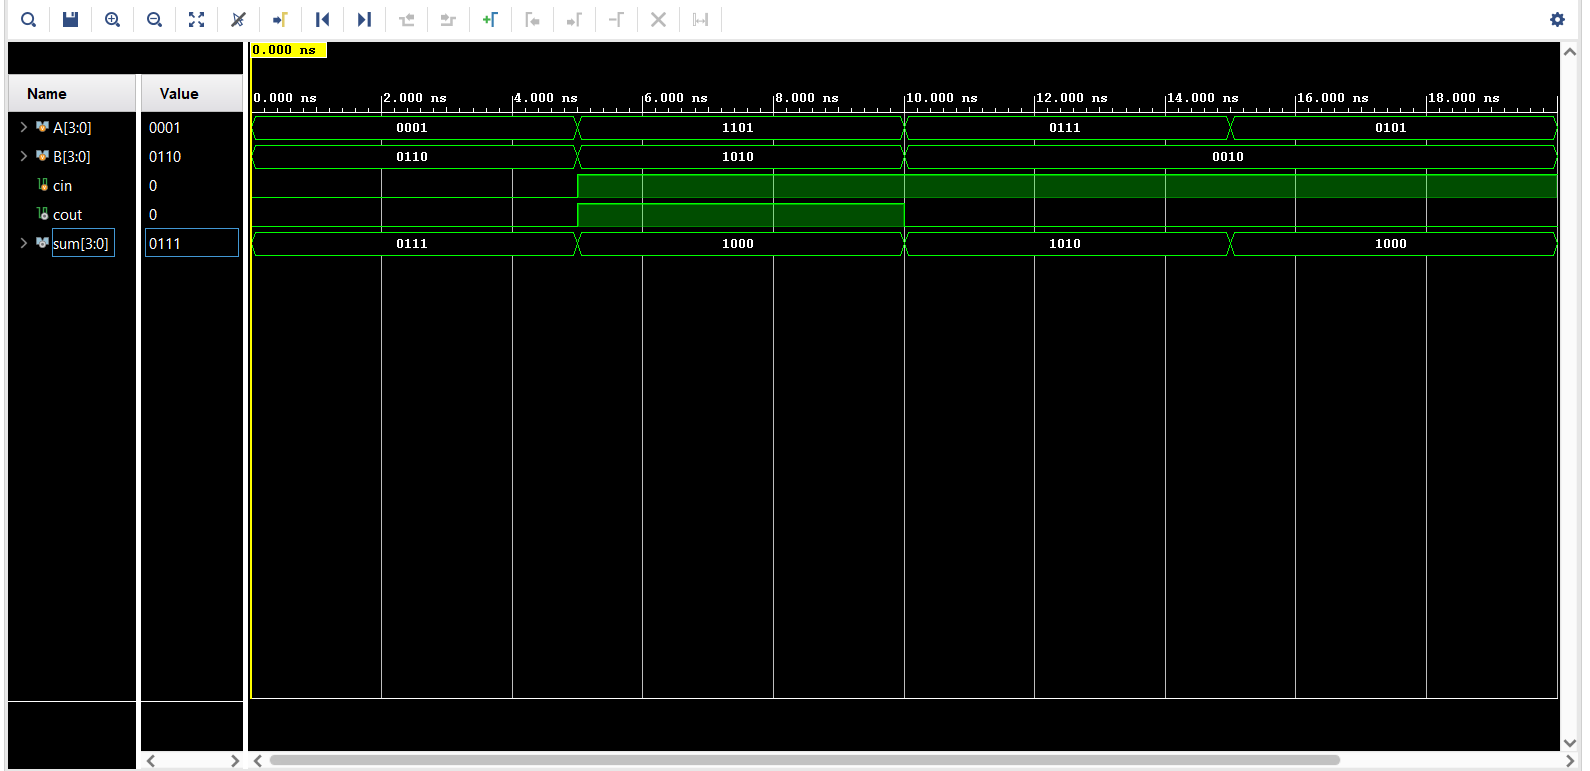 0.000 ns
Name Value
0.000 ns 2.000 ns 4.000 ns 6.000 ns 8.000 ns 10.000 ns 12.000 ns 14.000 ns 16.000 ns 18.000 ns
A[3:0] 0001 0001 1101 0111 0101
B[3:0] 0110 0110 1010 0010
cin 0
cout 0
sum[3:0] 0111 0111 1000 1010 1000